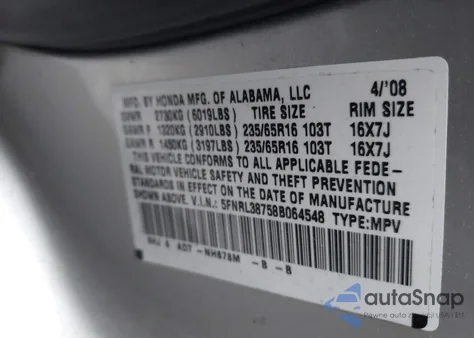 MFD. BY HONDA MFG. OF ALABAMA, LLC 4/'08
GVWR 2730KG (6019LBS) TIRE SIZE RIM SIZE
GAWR F 1320KG (2910LBS) 235/65R16 103T 16X7J
GAWR R 1450KG (3197LBS) 235/65R16 103T 16X7J
THIS VEHICLE CONFORMS TO ALL APPLICABLE FEDE-
RAL MOTOR VEHICLE SAFETY AND THEFT PREVENTION
STANDARDS IN EFFECT ON THE DATE OF MANUFACTURE
SHOWN ABOVE. V.I.N.: 5FNRL38758B064548 TYPE:MPV
SHJ A07 -NH678M -B -B
autoSnap